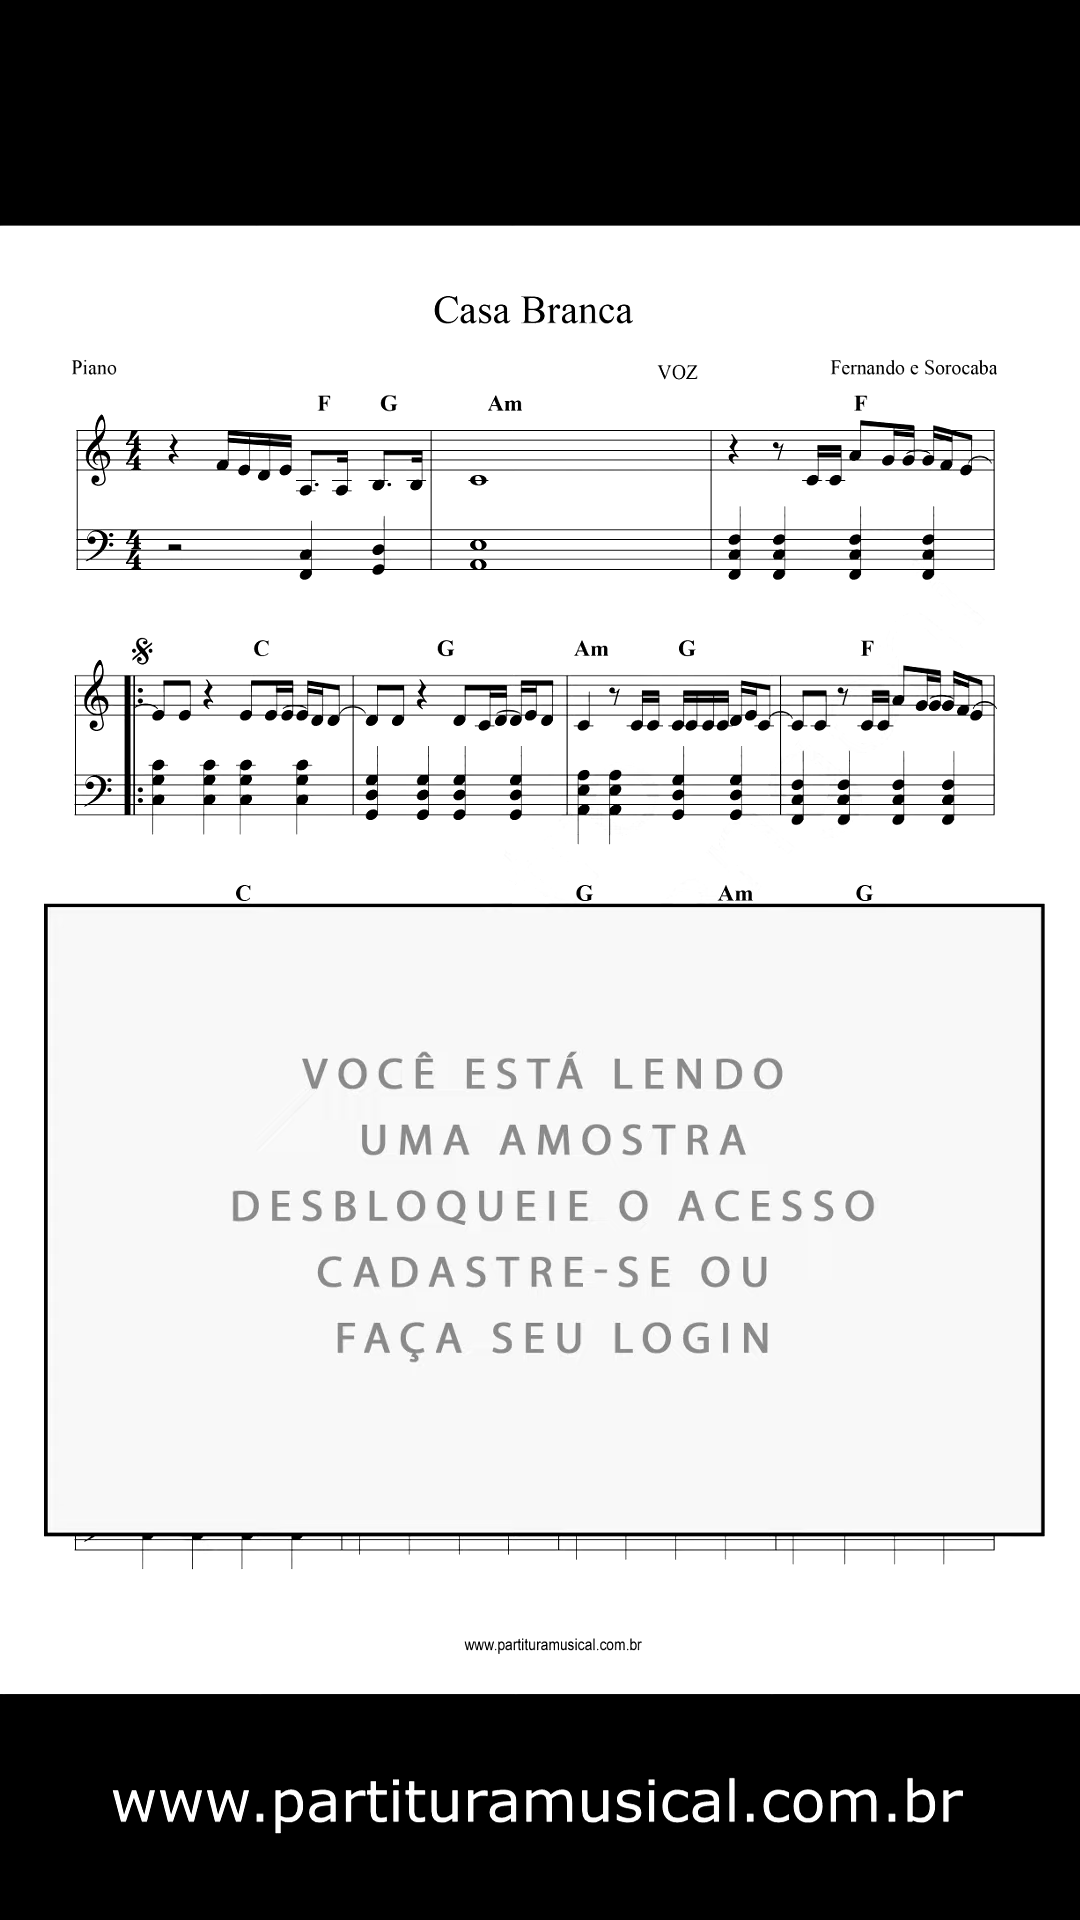 Casa Branca
Piano
VOZ
Fernando e Sorocaba
F G Am F
C G Am G F
C G Am G
VOCÊ ESTÁ LENDO
UMA AMOSTRA
DESBLOQUEIE O ACESSO
CADASTRE-SE OU
FAÇA SEU LOGIN
www.partituramusical.com.br
www.partituramusical.com.br